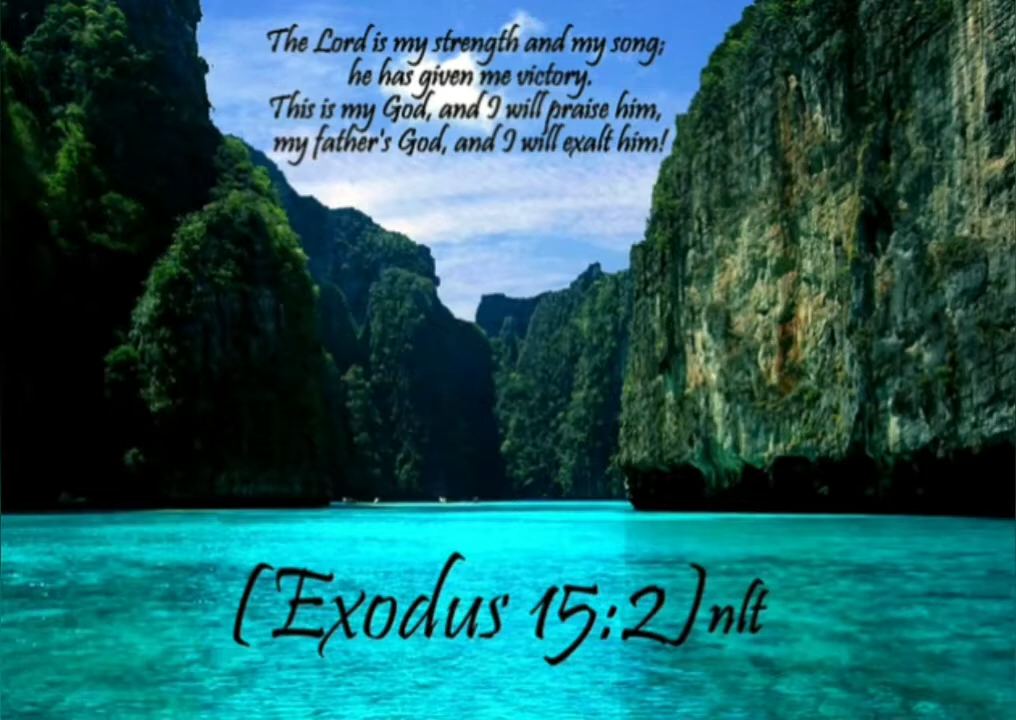 The Lord is my strength and my song;
he has given me victory.
This is my God, and I will praise him,
my father's God, and I will exalt him!
(Exodus 15:2)nlt